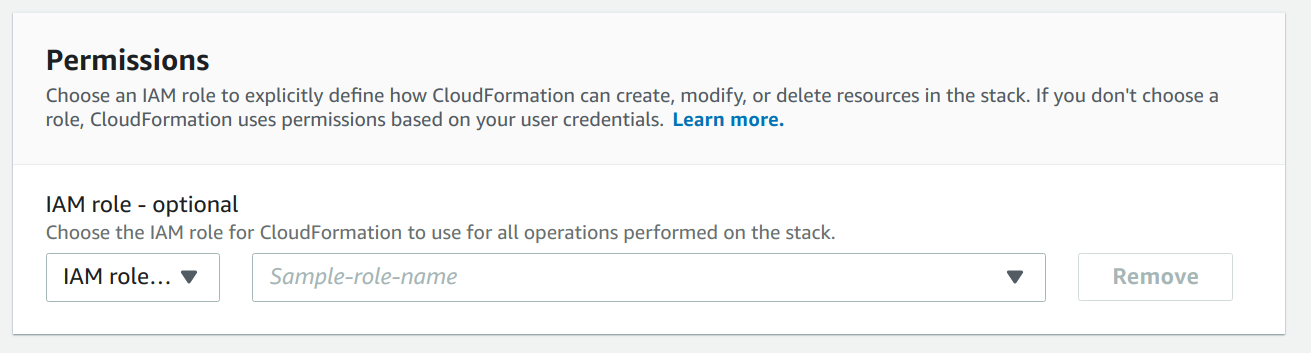 Permissions
Choose an IAM role to explicitly define how CloudFormation can create, modify, or delete resources in the stack. If you don't choose a
role, CloudFormation uses permissions based on your user credentials. Learn more.
IAM role - optional
Choose the IAM role for CloudFormation to use for all operations performed on the stack.
IAM role... Sample-role-name Remove